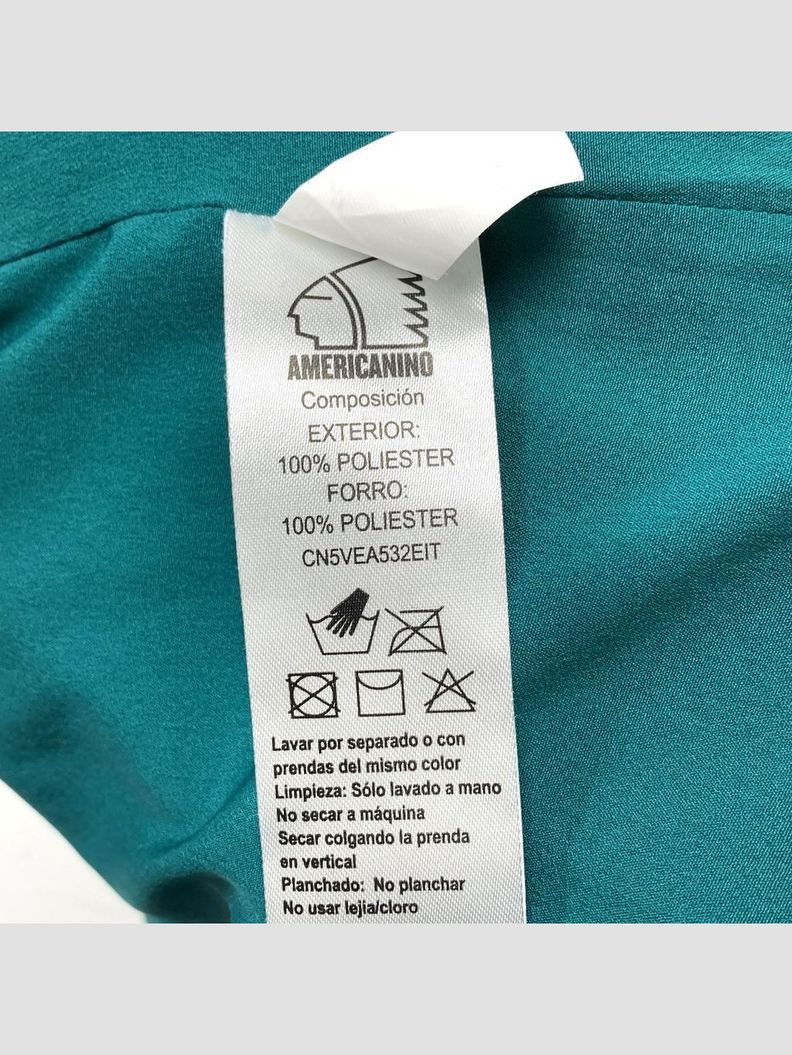 AMERICANINO
Composición
EXTERIOR:
100% POLIESTER
FORRO:
100% POLIESTER
CN5VEA532EIT
Lavar por separado o con
prendas del mismo color
Limpieza: Sólo lavado a mano
No secar a máquina
Secar colgando la prenda
en vertical
Planchado: No planchar
No usar lejia/cloro